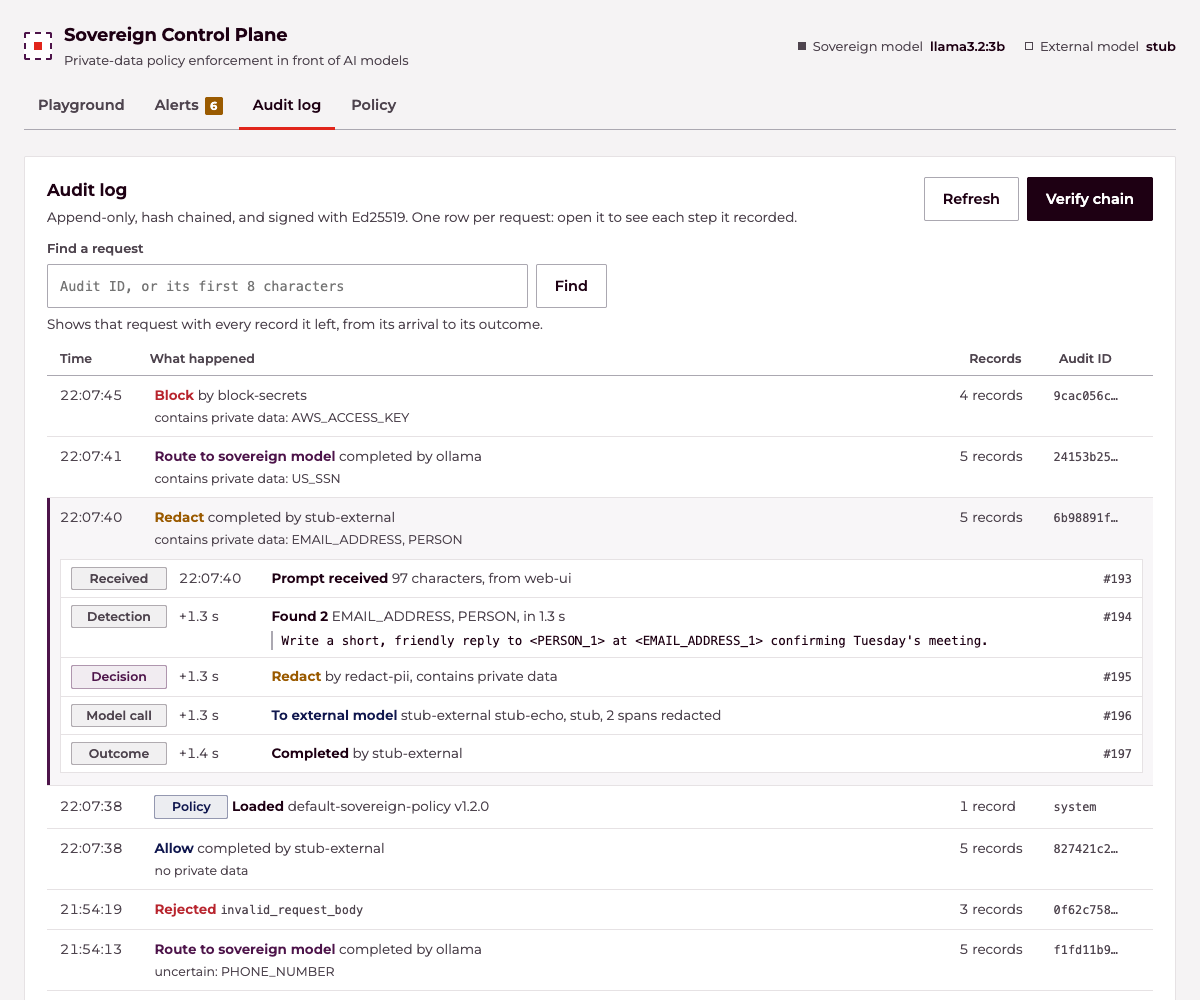 Sovereign Control Plane
Private-data policy enforcement in front of AI models
Sovereign model llama3.2:3b External model stub
Playground Alerts 6 Audit log Policy
Audit log
Append-only, hash chained, and signed with Ed25519. One row per request: open it to see each step it recorded.
Refresh Verify chain
Find a request
Audit ID, or its first 8 characters Find
Shows that request with every record it left, from its arrival to its outcome.
Time What happened Records Audit ID
22:07:45 Block by block-secrets 4 records 9cac056c…
contains private data: AWS_ACCESS_KEY
22:07:41 Route to sovereign model completed by ollama 5 records 24153b25…
contains private data: US_SSN
22:07:40 Redact completed by stub-external 5 records 6b98891f…
contains private data: EMAIL_ADDRESS, PERSON
Received 22:07:40 Prompt received 97 characters, from web-ui #193
Detection +1.3 s Found 2 EMAIL_ADDRESS, PERSON, in 1.3 s #194
Write a short, friendly reply to <PERSON_1> at <EMAIL_ADDRESS_1> confirming Tuesday's meeting.
Decision +1.3 s Redact by redact-pii, contains private data #195
Model call +1.3 s To external model stub-external stub-echo, stub, 2 spans redacted #196
Outcome +1.4 s Completed by stub-external #197
22:07:38 Policy Loaded default-sovereign-policy v1.2.0 1 record system
22:07:38 Allow completed by stub-external 5 records 827421c2…
no private data
21:54:19 Rejected invalid_request_body 3 records 0f62c758…
21:54:13 Route to sovereign model completed by ollama 5 records f1fd11b9…
uncertain: PHONE_NUMBER